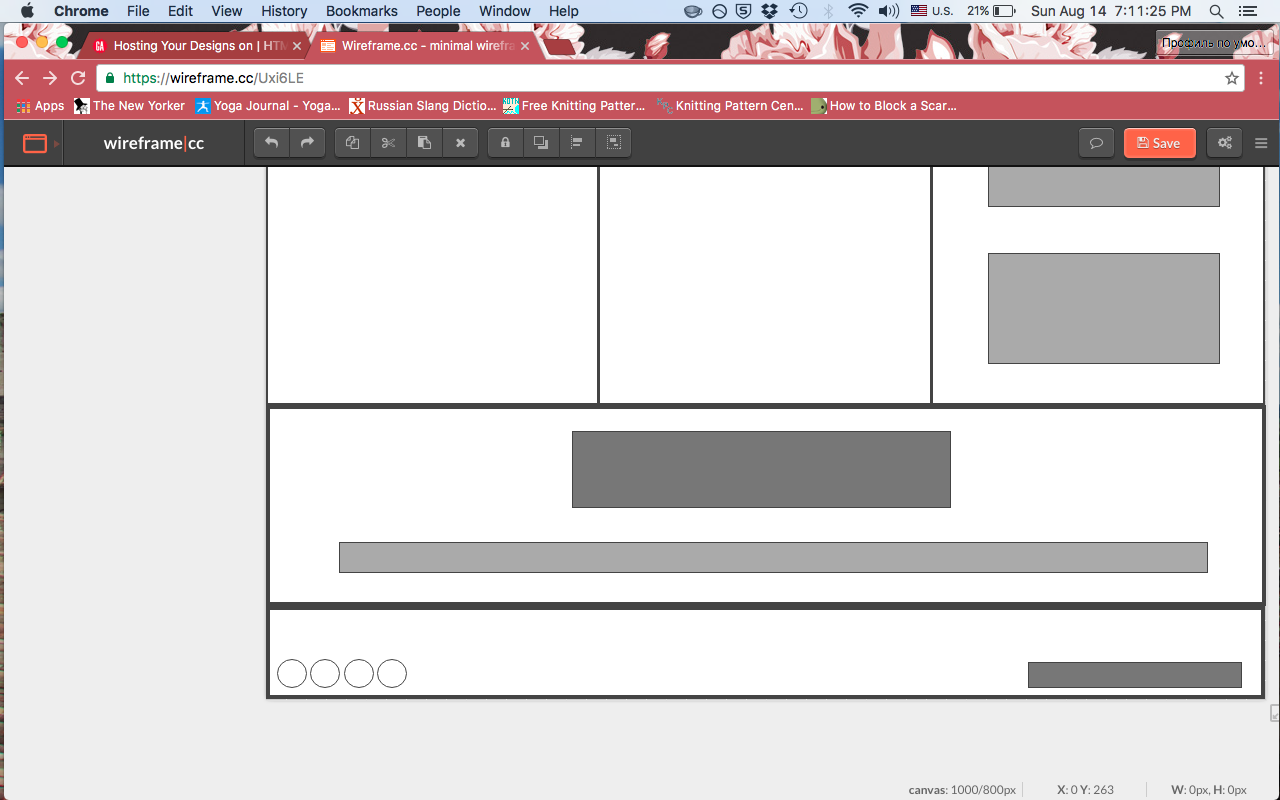 Chrome File Edit View History Bookmarks People Window Help U.S. 21% Sun Aug 14 7:11:25 PM
GA Hosting Your Designs on | HTM Wireframe.cc - minimal wirefra Профиль по умо...
https://wireframe.cc/Uxi6LE
Apps The New Yorker Yoga Journal - Yoga... Russian Slang Dictio... Free Knitting Patter... Knitting Pattern Cen... How to Block a Scar...
wireframe|cc Save
canvas: 1000/800px X: 0 Y: 263 W: 0px, H: 0px